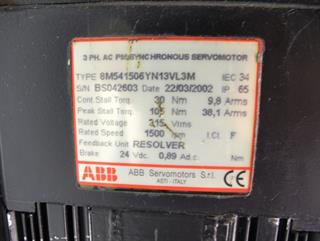 3 PH. AC PM SYNCHRONOUS SERVOMOTOR
TYPE 8M541506YN13VL3M IEC 34
S/N BS042603 DATE 22/03/2002 IP 65
Cont.Stall Torq. 30 Nm 9,8 Arms
Peak Stall Torq. 105 Nm 38,1 Arms
Rated Voltage 315 Vrms
Rated Speed 1500 I.Cl. F
Feedback Unit RESOLVER
Brake 24 Vdc. 0,89 Adc. Nm
ABB ABB Servomotors S.r.l. CE
ASTI - ITALY